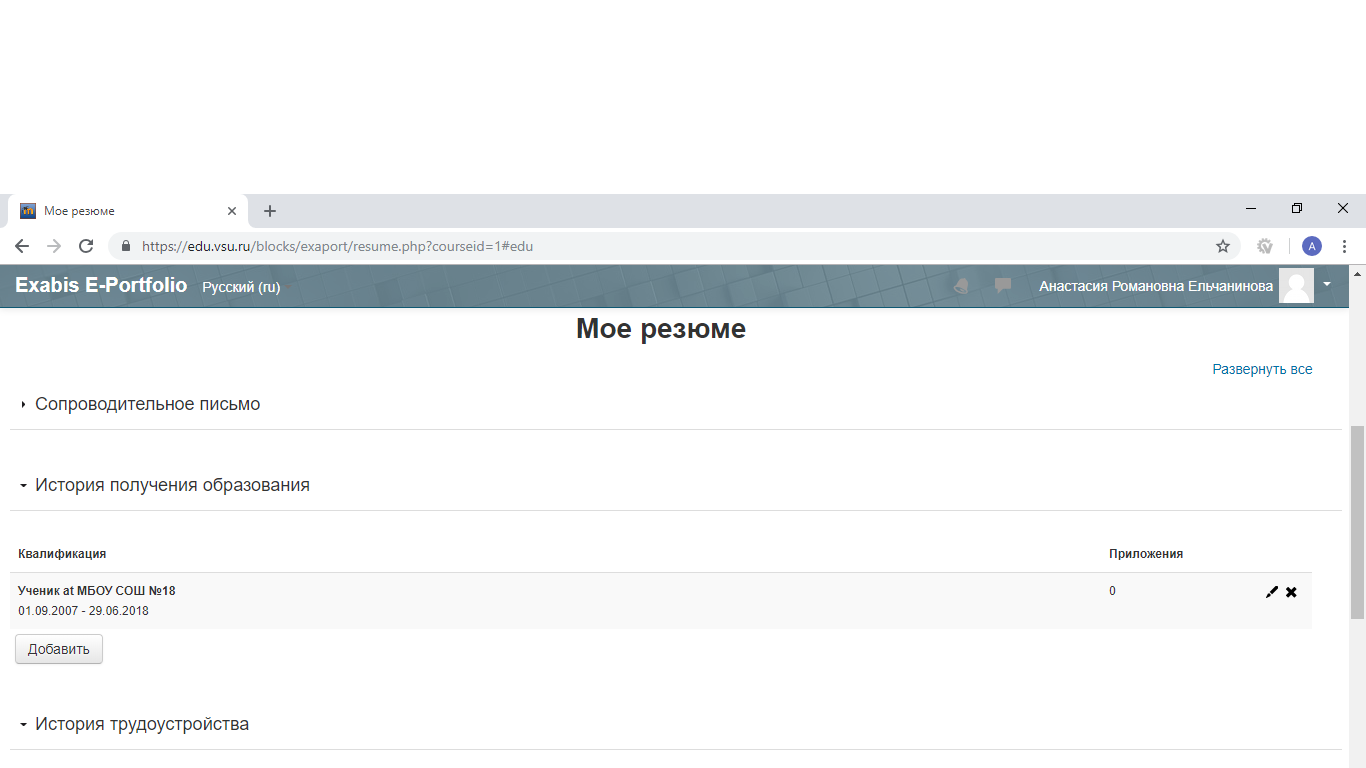 Мое резюме
https://edu.vsu.ru/blocks/exaport/resume.php?courseid=1#edu
A
Exabis E-Portfolio Русский (ru) Анастасия Романовна Ельчанинова
Мое резюме
Развернуть все
Сопроводительное письмо
История получения образования
Квалификация Приложения
Ученик at МБОУ СОШ №18 0
01.09.2007 - 29.06.2018
Добавить
История трудоустройства